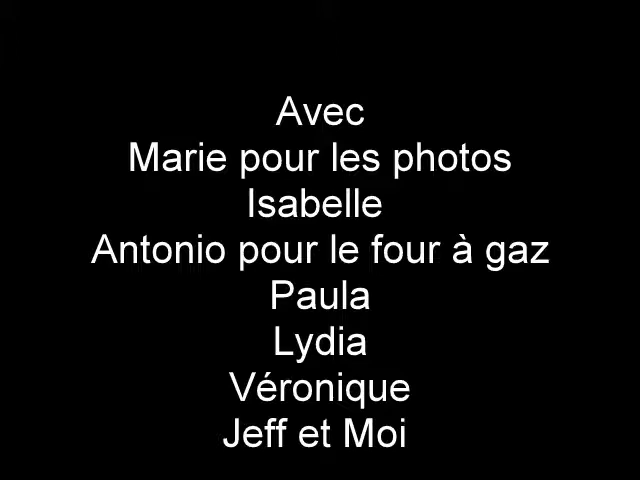 Avec
Marie pour les photos
Isabelle
Antonio pour le four à gaz
Paula
Lydia
Véronique
Jeff et Moi